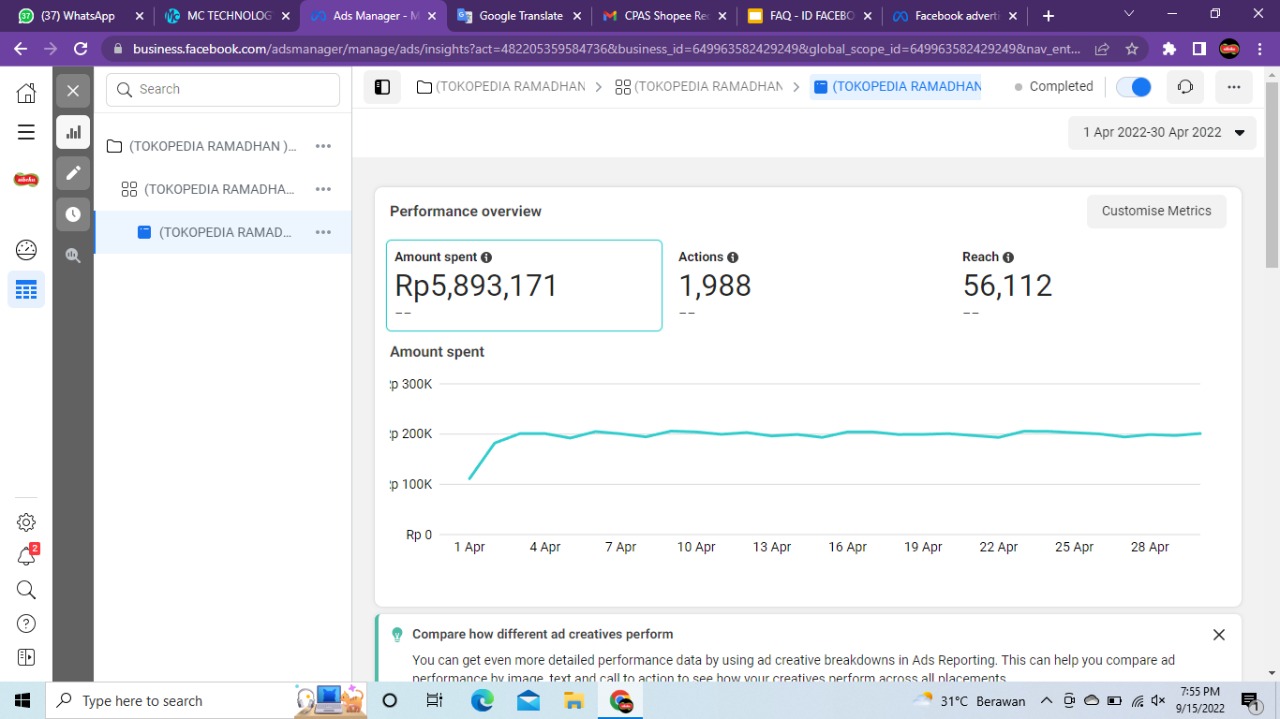 (37) WhatsApp
MC TECHNOLOG
Ads Manager - M
Google Translate
CPAS Shopee Re
FAQ - ID FACEBO
Facebook adverti
business.facebook.com/adsmanager/manage/ads/insights?act=482205359584736&business_id=649963582429249&global_scope_id=6499635824292498&nav_ent...
Search
(TOKOPEDIA RAMADHAN
(TOKOPEDIA RAMADHAN
(TOKOPEDIA RAMADHAN
Completed
1 Apr 2022-30 Apr 2022
(TOKOPEDIA RAMADHAN )...
(TOKOPEDIA RAMADHA...
(TOKOPEDIA RAMAD...
Performance overview
Customise Metrics
Amount spent
Rp5,893,171
--
Actions
1,988
--
Reach
56,112
--
Amount spent
Rp 300K
Rp 200K
Rp 100K
Rp 0
1 Apr 4 Apr 7 Apr 10 Apr 13 Apr 16 Apr 19 Apr 22 Apr 25 Apr 28 Apr
2
Compare how different ad creatives perform
You can get even more detailed performance data by using ad creative breakdowns in Ads Reporting. This can help you compare ad
performance by image, text and call to action to see how your creatives perform across all placements.
Type here to search
31°C Berawan
7:55 PM
9/15/2022
1